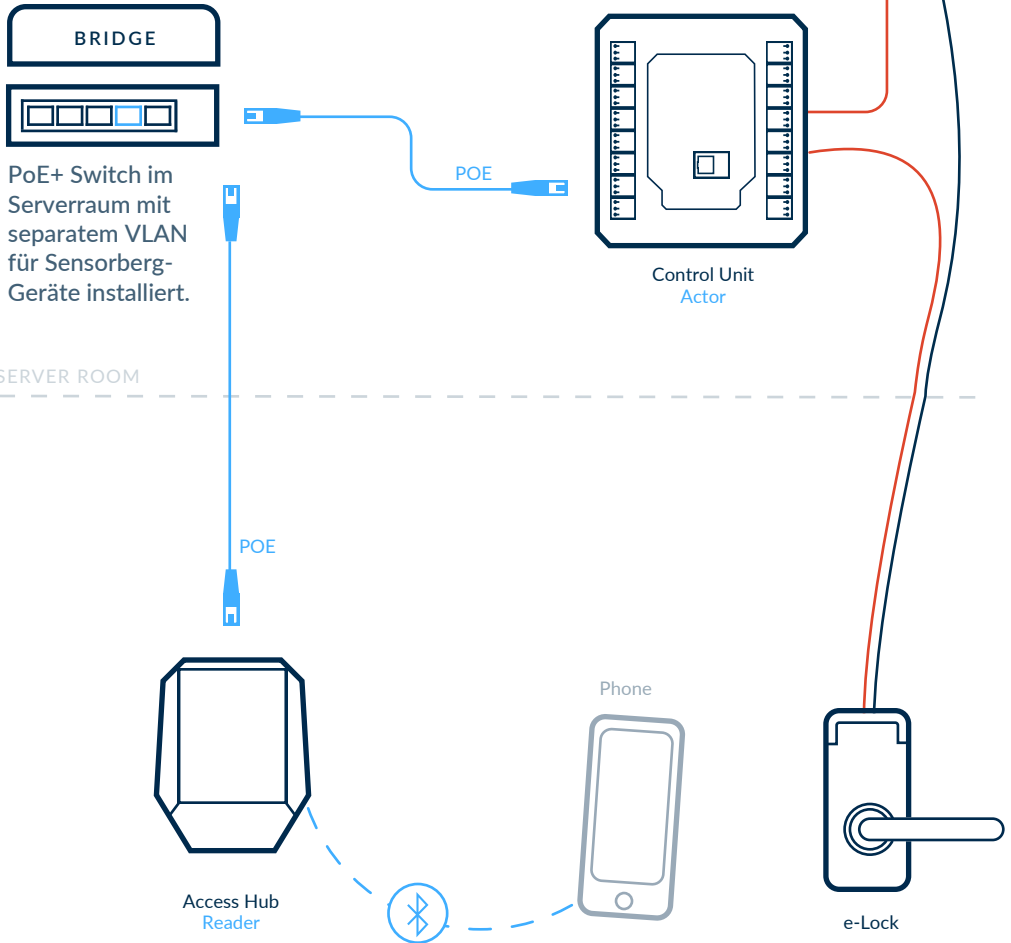 BRIDGE
PoE+ Switch im
Serverraum mit
separatem VLAN
für Sensorberg-
Geräte installiert.
POE
Control Unit
Actor
SERVER ROOM
POE
Phone
Access Hub
Reader
e-Lock